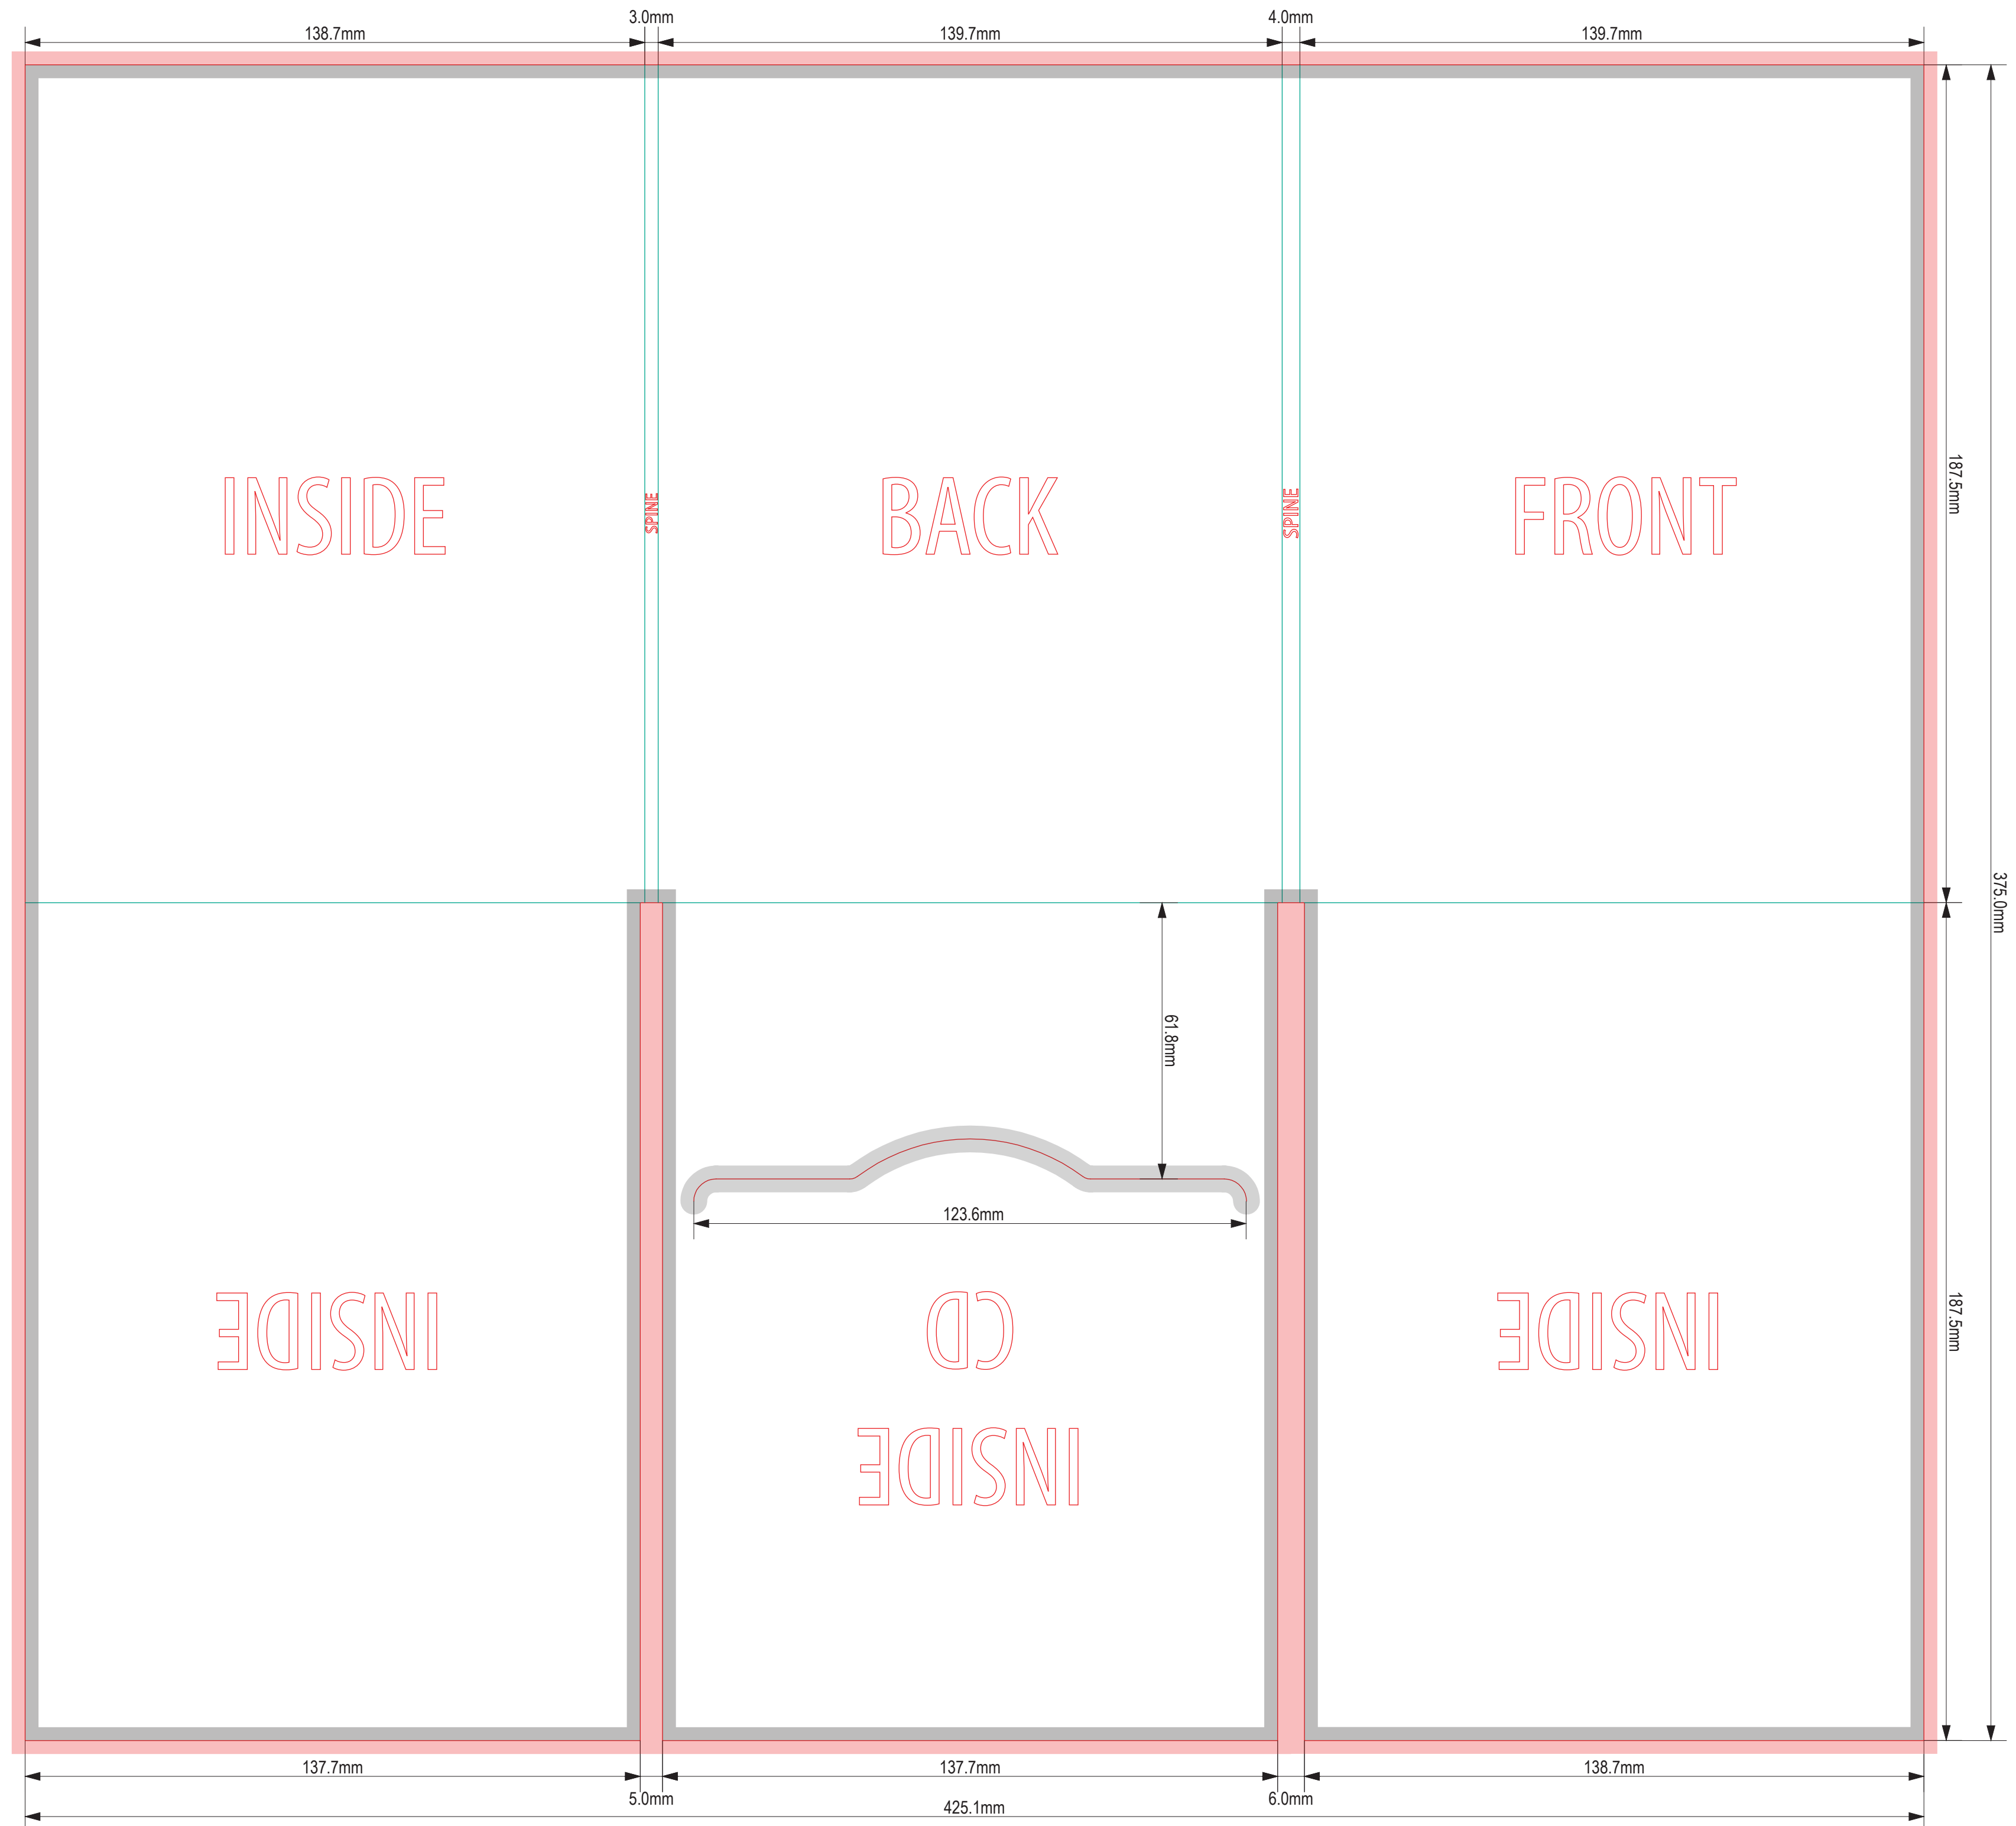 3.0mm 4.0mm
138.7mm 139.7mm 139.7mm
INSIDE SPINE BACK SPINE FRONT
187.5mm
375.0mm
61.8mm
123.6mm
INSIDE CD INSIDE
INSIDE
187.5mm
137.7mm 137.7mm 138.7mm
5.0mm 6.0mm
425.1mm